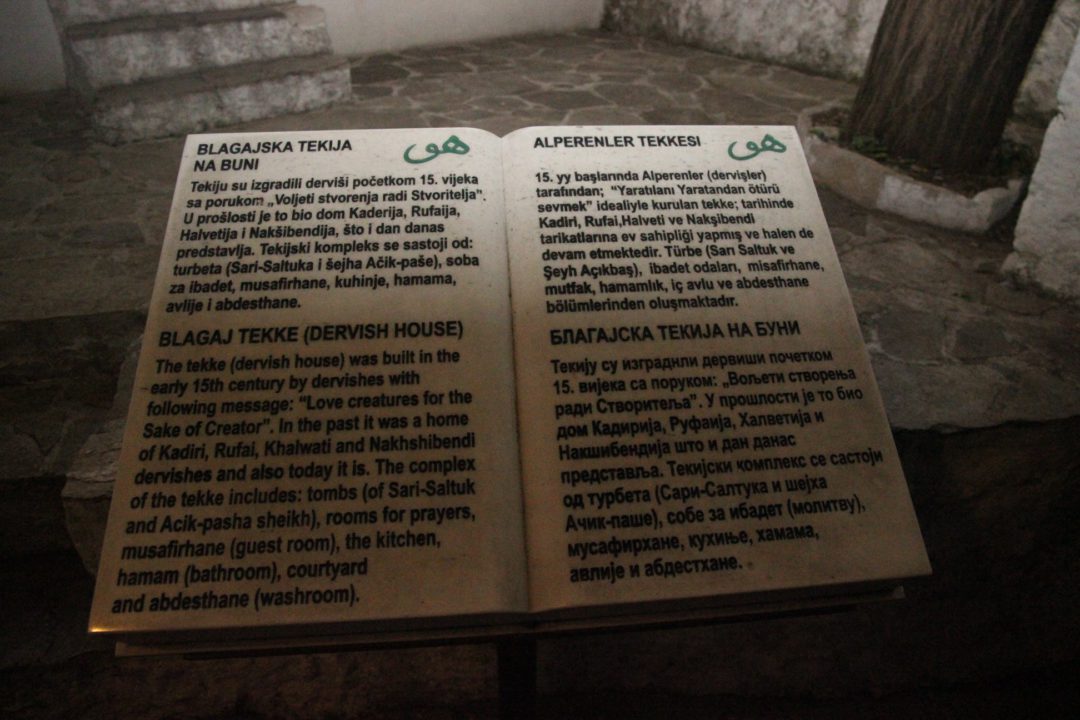 BLAGAJSKA TEKIJA
NA BUNI
هو
Tekiju su izgradili derviši početkom 15. vijeka
sa porukom „Voljeti stvorenja radi Stvoritelja”.
U prošlosti je to bio dom Kaderija, Rufaija,
Halvetija i Nakšibendija, što i dan danas
predstavlja. Tekijski kompleks se sastoji od:
turbeta (Sari-Saltuka i šejha Ačik-paše), soba
za ibadet, musafirhane, kuhinje, hamama,
avlije i abdesthane.
BLAGAJ TEKKE (DERVISH HOUSE)
The tekke (dervish house) was built in the
early 15th century by dervishes with
following message: “Love creatures for the
Sake of Creator”. In the past it was a home
of Kadiri, Rufai, Khalwati and Nakhshibendi
dervishes and also today it is. The complex
of the tekke includes: tombs (of Sari-Saltuk
and Acik-pasha sheikh), rooms for prayers,
musafirhane (guest room), the kitchen,
hamam (bathroom), courtyard
and abdesthane (washroom).
ALPERENLER TEKKESI
هو
15. yy başlarında Alperenler (dervişler)
tarafından; “Yaratılanı Yaratandan ötürü
sevmek” idealiyle kurulan tekke; tarihinde
Kadiri, Rufai,Halveti ve Nakşibendi
tarikatlarına ev sahipliği yapmış ve halen de
devam etmektedir. Türbe (Sarı Saltuk ve
Şeyh Açıkbaş), ibadet odaları, misafirhane,
mutfak, hamamlık, iç avlu ve abdesthane
bölümlerinden oluşmaktadır.
БЛАГАЈСКА ТЕКИЈА НА БУНИ
Текију су изградили дервиши почетком
15. вијека са поруком: „Вољети створења
ради Створитеља”. У прошлости је то био
дом Кадирија, Руфаија, Халветија и
Накшибендија што и дан данас
представља. Текијски комплекс се састоји
од турбета (Сари-Салтука и шејха
Ачик-паше), собе за ибадет (молитву),
мусафирхане, кухиње, хамама,
авлије и абдестхане.